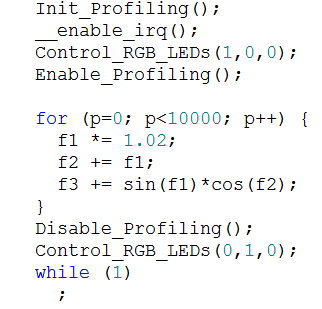 Init_Profiling();
__enable_irq();
Control_RGB_LEDs(1,0,0);
Enable_Profiling();
for (p=0; p<10000; p++) {
f1 *= 1.02;
f2 += f1;
f3 += sin(f1)*cos(f2);
}
Disable_Profiling();
Control_RGB_LEDs(0,1,0);
while (1)
;